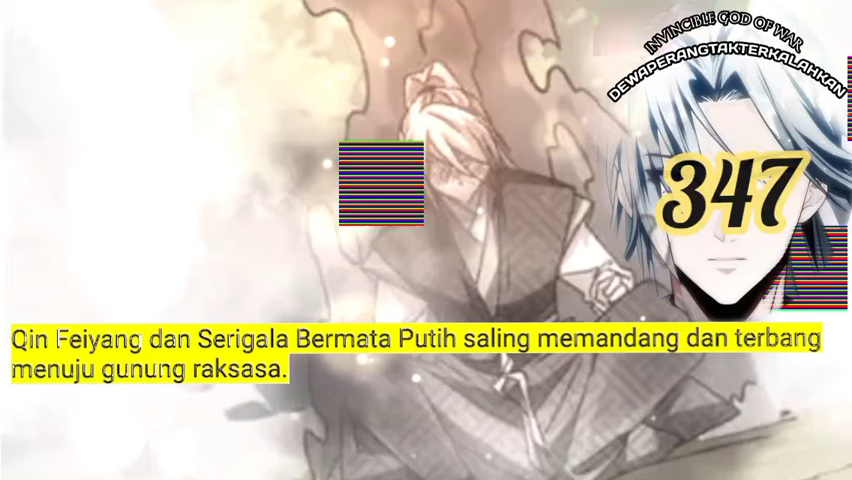 INVINCIBLE GOD OF WAR
DEWAPERANGTAKTERKALAHKAN
347
Qin Feiyang dan Serigala Bermata Putih saling memandang dan terbang
menuju gunung raksasa.